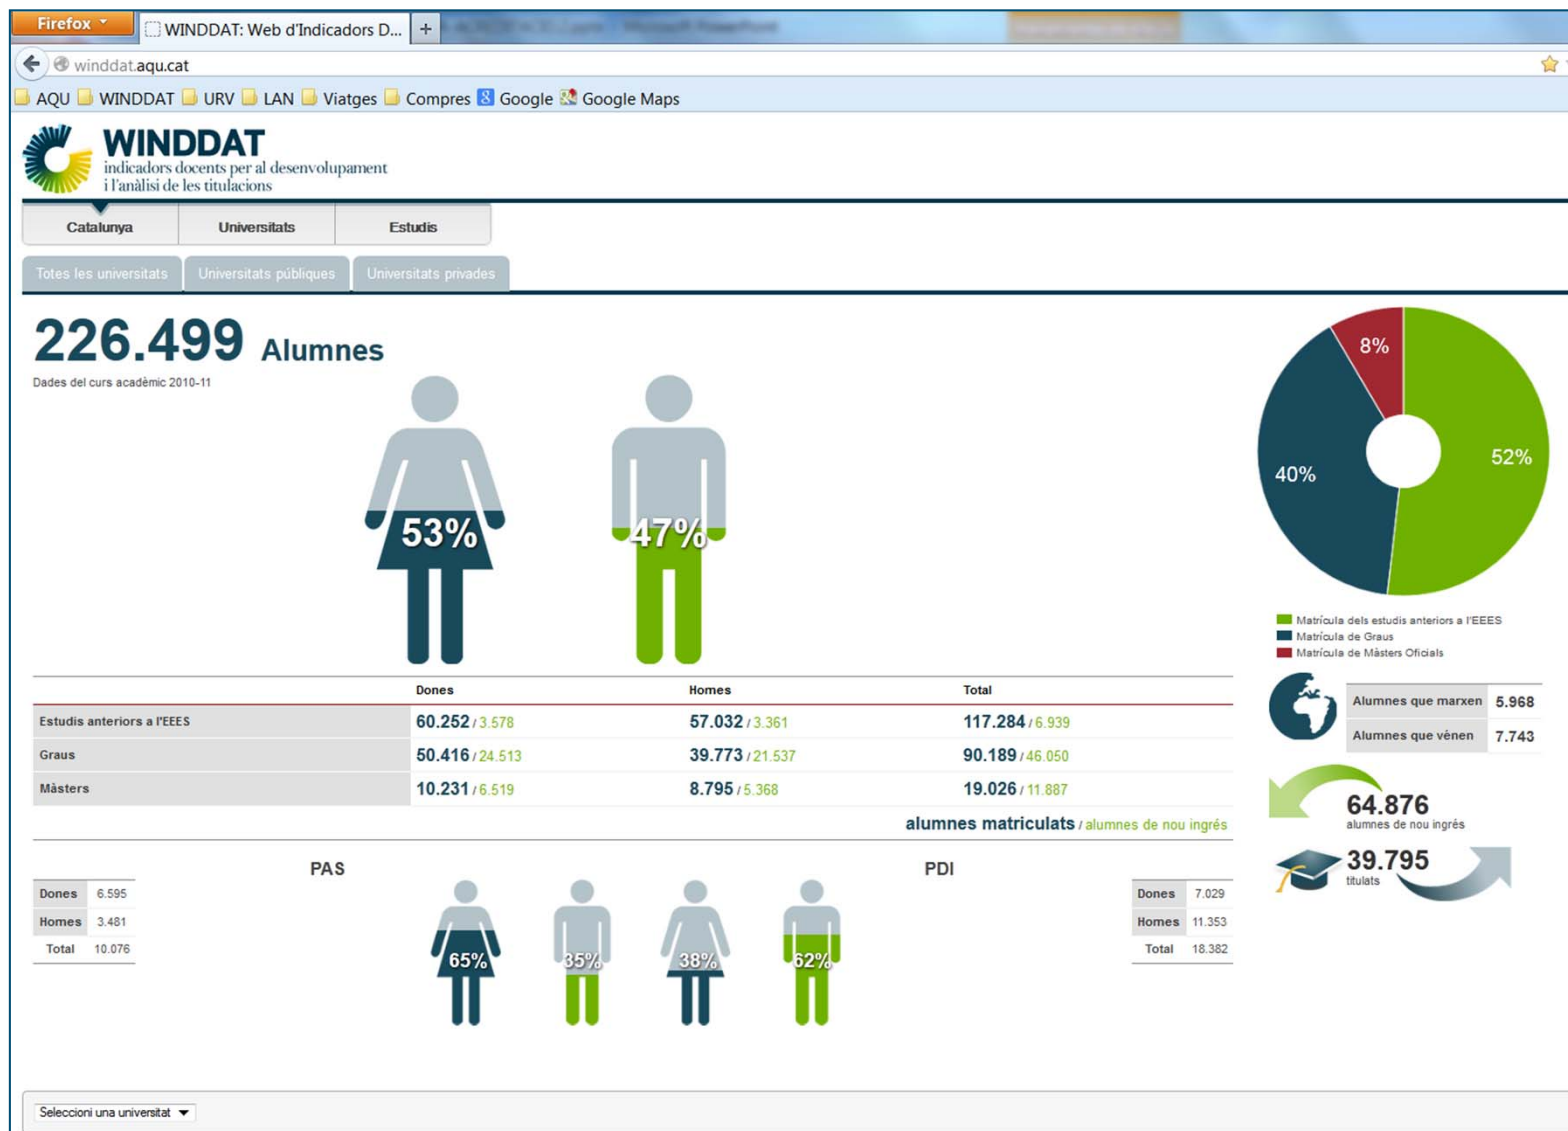 Firefox
WINDDAT: Web d'Indicadors D...
+
winddat.aqu.cat
AQU WINDDAT URV LAN Viatges Compres 8 Google Google Maps
WINDDAT
indicadors docents per al desenvolupament
i l'anàlisi de les titulacions
Catalunya Universitats Estudis
Totes les universitats Universitats públiques Universitats privades
226.499 Alumnes
Dades del curs acadèmic 2010-11
53% 47%
8%
52%
40%
Matrícula dels estudis anteriors a l'EEES
Matrícula de Graus
Matrícula de Màsters Oficials
Dones Homes Total
Estudis anteriors a l'EEES 60.252 / 3.578 57.032 / 3.361 117.284 / 6.939
Graus 50.416 / 24.513 39.773 / 21.537 90.189 / 46.050
Màsters 10.231 / 6.519 8.795 / 5.368 19.026 / 11.887
alumnes matriculats / alumnes de nou ingrés
Alumnes que marxen 5.968
Alumnes que vénen 7.743
64.876
alumnes de nou ingrés
39.795
titulats
PAS
Dones 6.595
Homes 3.481
Total 10.076
65% 35% 38% 62%
PDI
Dones 7.029
Homes 11.353
Total 18.382
Seleccioni una universitat